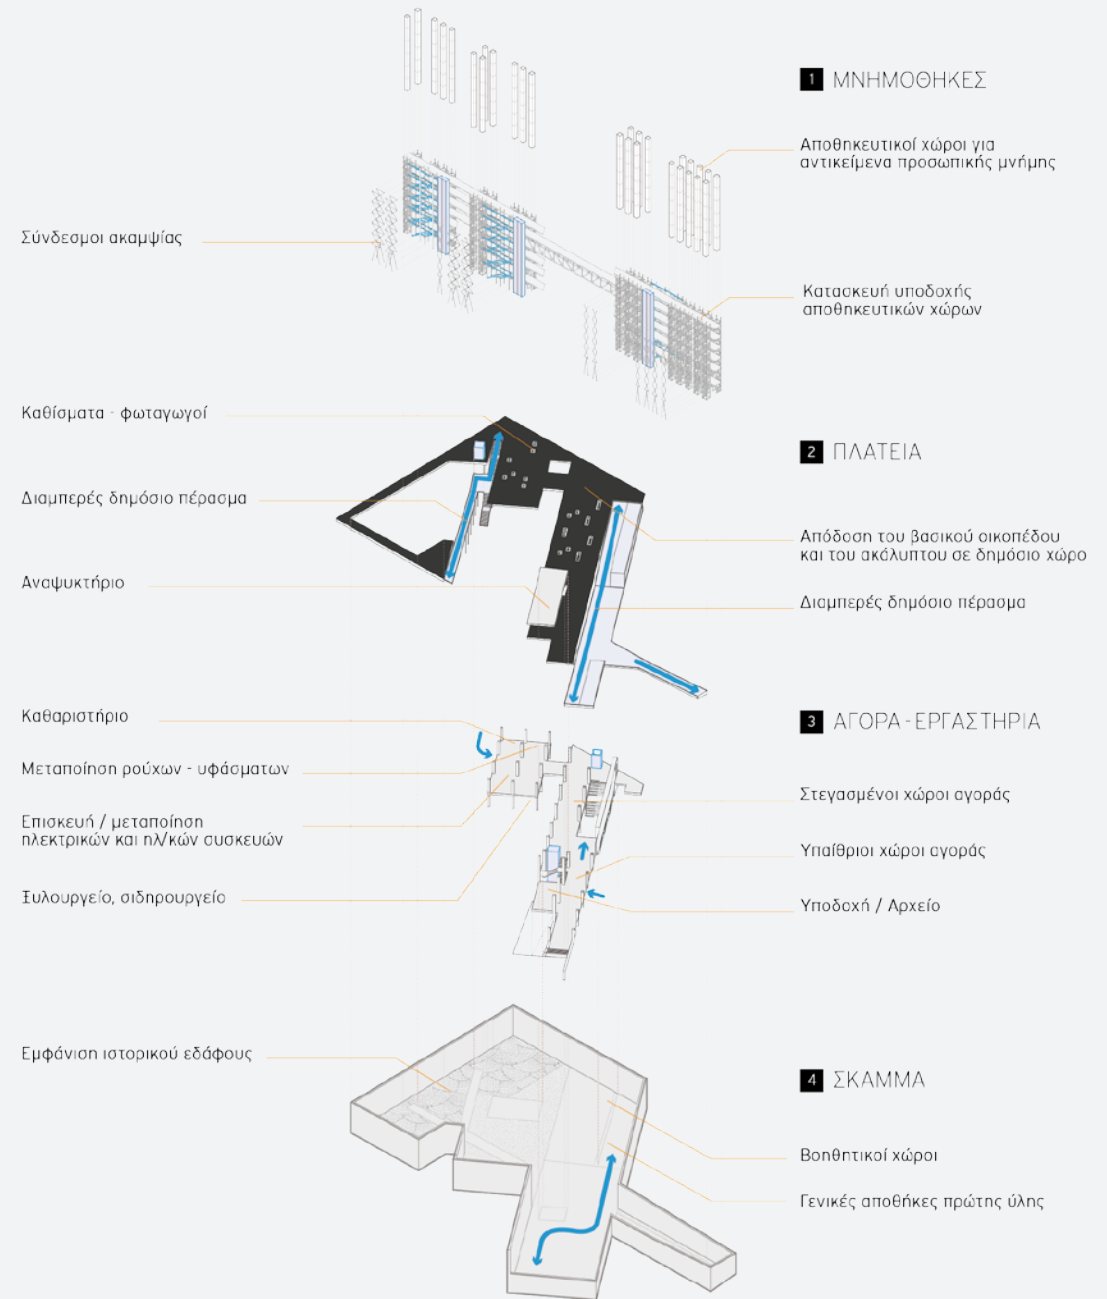 1 ΜΝΗΜΟΘΗΚΕΣ
Αποθηκευτικοί χώροι για
αντικείμενα προσωπικής μνήμης
Σύνδεσμοι ακαμψίας
Κατασκευή υποδοχής
αποθηκευτικών χώρων
Καθίσματα - φωταγωγοί
2 ΠΛΑΤΕΙΑ
Διαμπερές δημόσιο πέρασμα
Απόδοση του βασικού οικοπέδου
και του ακάλυπτου σε δημόσιο χώρο
Αναψυκτήριο
Διαμπερές δημόσιο πέρασμα
Καθαριστήριο
3 ΑΓΟΡΑ - ΕΡΓΑΣΤΗΡΙΑ
Μεταποίηση ρούχων - υφάσματων
Στεγασμένοι χώροι αγοράς
Επισκευή / μεταποίηση
ηλεκτρικών και ηλ/κών συσκευών
Υπαίθριοι χώροι αγοράς
Ξυλουργείο, σιδηρουργείο
Υποδοχή / Αρχείο
Εμφάνιση ιστορικού εδάφους
4 ΣΚΑΜΜΑ
Βοηθητικοί χώροι
Γενικές αποθήκες πρώτης ύλης